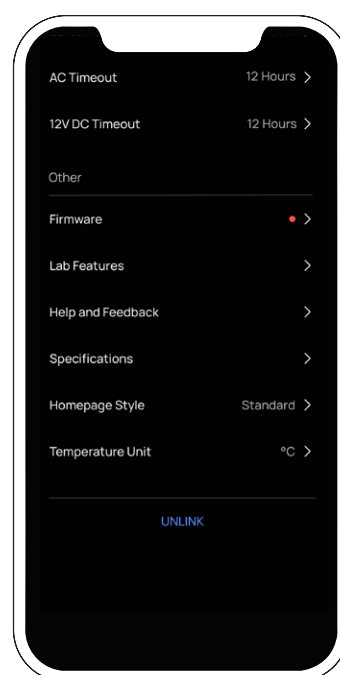 AC Timeout 12 Hours >
12V DC Timeout 12 Hours >
Other
Firmware >
Lab Features >
Help and Feedback >
Specifications >
Homepage Style Standard >
Temperature Unit °C >
UNLINK